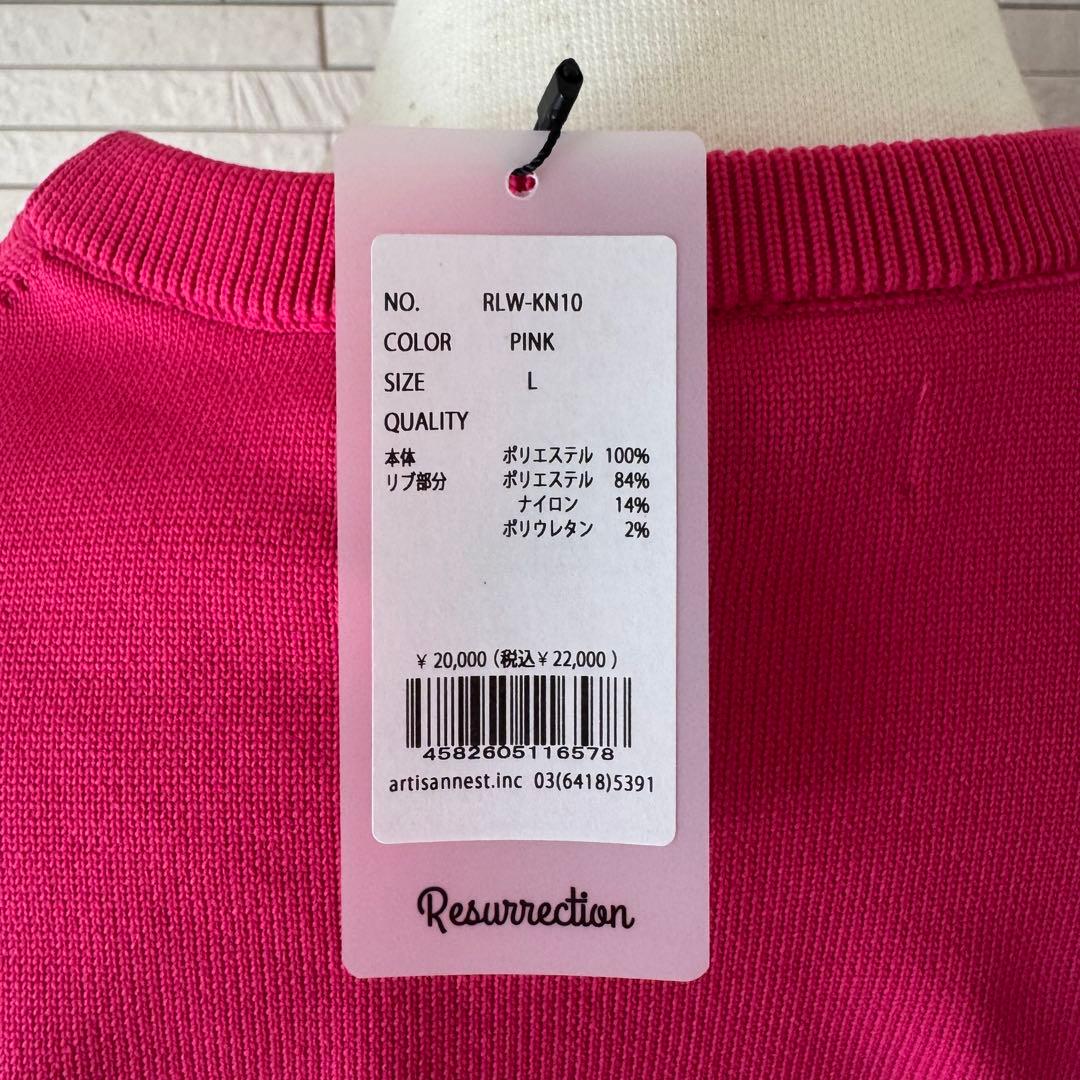 NO. RLW-KN10
COLOR PINK
SIZE L
QUALITY
本体 ポリエステル 100%
リブ部分 ポリエステル 84%
ナイロン 14%
ポリウレタン 2%
¥ 20,000 (税込¥ 22,000 )
4582605116578
artisannest.inc 03(6418)5391
Resurrection